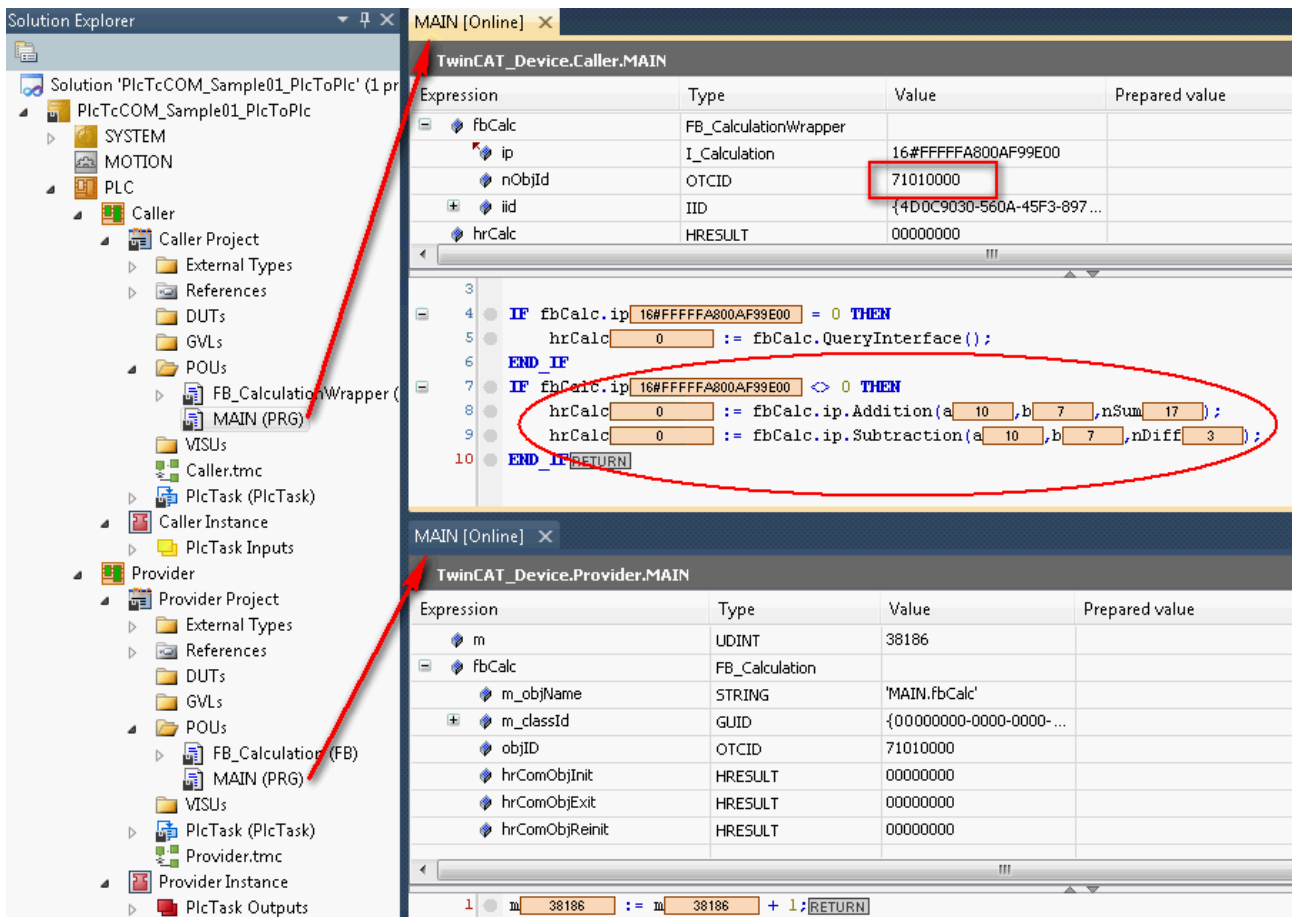 Solution Explorer
Solution 'PlcTcCOM_Sample01_PlcToPlc' (1 pr
PlcTcCOM_Sample01_PlcToPlc
SYSTEM
MOTION
PLC
Caller
Caller Project
External Types
References
DUTs
GVLs
POUs
FB_CalculationWrapper (
MAIN (PRG)
VISUs
Caller.tmc
PlcTask (PlcTask)
Caller Instance
PlcTask Inputs
Provider
Provider Project
External Types
References
DUTs
GVLs
POUs
FB_Calculation (FB)
MAIN (PRG)
VISUs
PlcTask (PlcTask)
Provider.tmc
Provider Instance
PlcTask Outputs
MAIN [Online]
TwinCAT_Device.Caller.MAIN
Expression Type Value Prepared value
fbCalc FB_CalculationWrapper
ip I_Calculation 16#FFFFFA800AF99E00
nObjId OTCID 71010000
iid IID {4D0C9030-560A-45F3-897...
hrCalc HRESULT 00000000
3
4 IF fbCalc.ip 16#FFFFFA800AF99E00 = 0 THEN
5 hrCalc 0 := fbCalc.QueryInterface();
6 END_IF
7 IF fbCalc.ip 16#FFFFFA800AF99E00 <> 0 THEN
8 hrCalc 0 := fbCalc.ip.Addition(a 10 ,b 7 ,nSum 17 );
9 hrCalc 0 := fbCalc.ip.Subtraction(a 10 ,b 7 ,nDiff 3 );
10 END_IF RETURN
MAIN [Online]
TwinCAT_Device.Provider.MAIN
Expression Type Value Prepared value
m UDINT 38186
fbCalc FB_Calculation
m_objName STRING 'MAIN.fbCalc'
m_classId GUID {00000000-0000-0000-...
objID OTCID 71010000
hrComObjInit HRESULT 00000000
hrComObjExit HRESULT 00000000
hrComObjReinit HRESULT 00000000
1 m 38186 := m 38186 + 1; RETURN